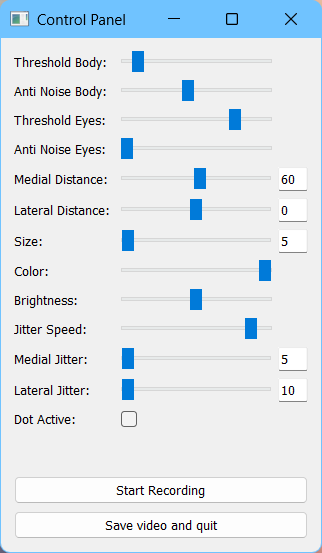 Control Panel
Threshold Body:
Anti Noise Body:
Threshold Eyes:
Anti Noise Eyes:
Medial Distance: 60
Lateral Distance: 0
Size: 5
Color:
Brightness:
Jitter Speed:
Medial Jitter: 5
Lateral Jitter: 10
Dot Active:
Start Recording
Save video and quit